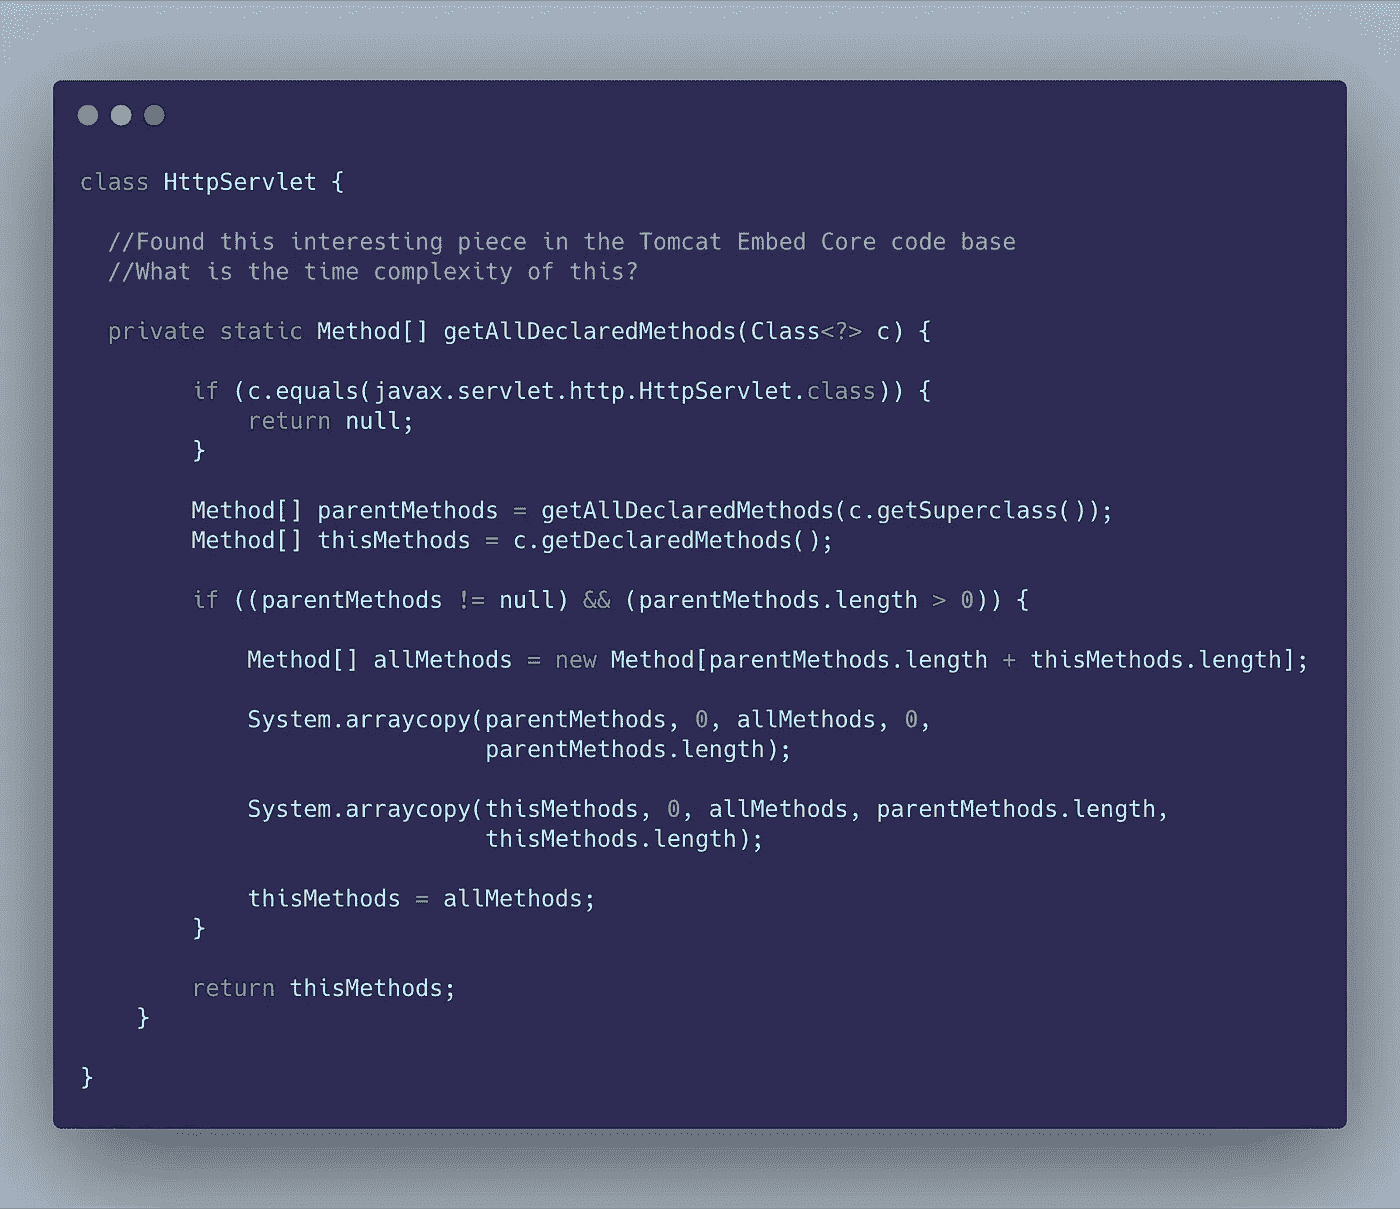 class HttpServlet {
//Found this interesting piece in the Tomcat Embed Core code base
//What is the time complexity of this?
private static Method[] getAllDeclaredMethods(Class<?> c) {
if (c.equals(javax.servlet.http.HttpServlet.class)) {
return null;
}
Method[] parentMethods = getAllDeclaredMethods(c.getSuperclass());
Method[] thisMethods = c.getDeclaredMethods();
if ((parentMethods != null) && (parentMethods.length > 0)) {
Method[] allMethods = new Method[parentMethods.length + thisMethods.length];
System.arraycopy(parentMethods, 0, allMethods, 0,
parentMethods.length);
System.arraycopy(thisMethods, 0, allMethods, parentMethods.length,
thisMethods.length);
thisMethods = allMethods;
}
return thisMethods;
}
}